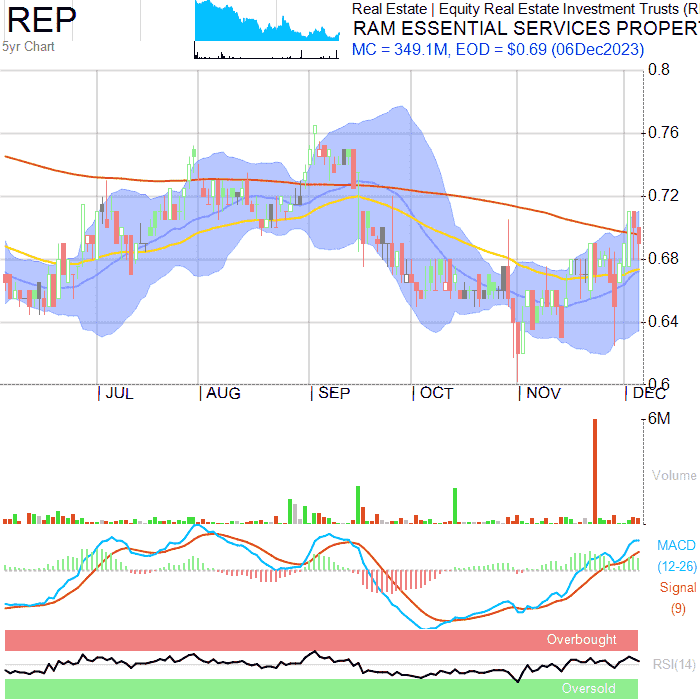 REP
5yr Chart
Real Estate | Equity Real Estate Investment Trusts (R
RAM ESSENTIAL SERVICES PROPER
MC = 349.1M, EOD = $0.69 (06Dec2023)
0.8
0.76
0.72
0.68
0.64
0.6
JUL
AUG
SEP
OCT
NOV
DEC
6M
Volume
MACD
(12-26)
Signal
(9)
Overbought
RSI(14)
Oversold